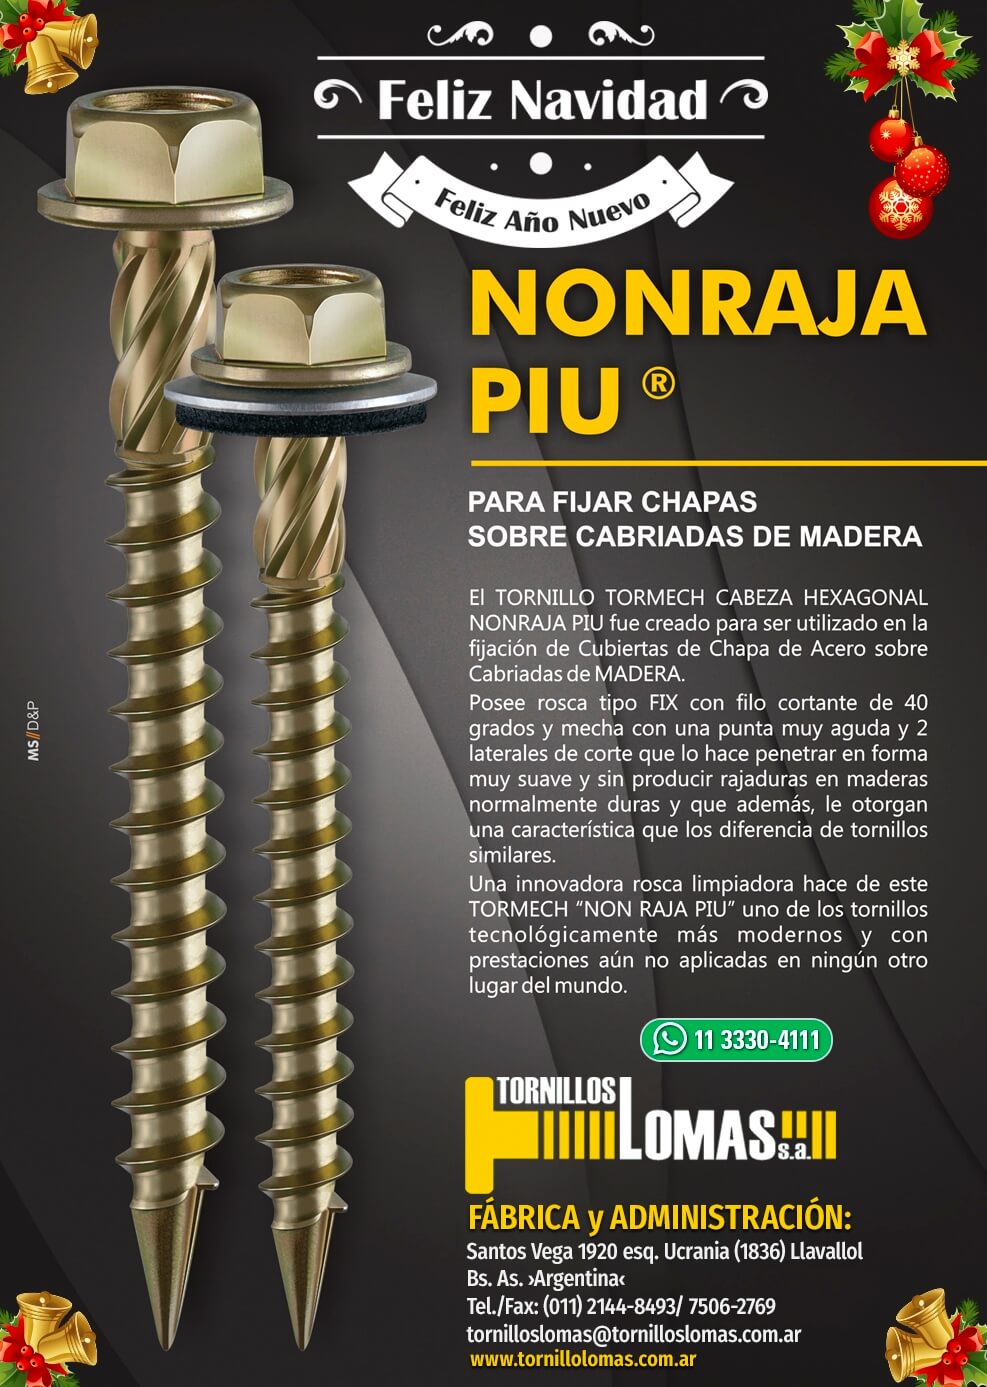 Feliz Navidad
Feliz Año Nuevo
NONRAJA
PIU ®
PARA FIJAR CHAPAS
SOBRE CABRIADAS DE MADERA
El TORNILLO TORMECH CABEZA HEXAGONAL
NONRAJA PIU fue creado para ser utilizado en la
fijación de Cubiertas de Chapa de Acero sobre
Cabriadas de MADERA.
Posee rosca tipo FIX con filo cortante de 40
grados y mecha con una punta muy aguda y 2
laterales de corte que lo hace penetrar en forma
muy suave y sin producir rajaduras en maderas
normalmente duras y que además, le otorgan
una característica que los diferencia de tornillos
similares.
Una innovadora rosca limpiadora hace de este
TORMECH “NON RAJA PIU” uno de los tornillos
tecnológicamente más modernos y con
prestaciones aún no aplicadas en ningún otro
lugar del mundo.
MS//D&P
11 3330-4111
TORNILLOS
LOMAS s.a.
FÁBRICA y ADMINISTRACIÓN:
Santos Vega 1920 esq. Ucrania (1836) Llavallol
Bs. As. ›Argentina‹
Tel./Fax: (011) 2144-8493/ 7506-2769
tornilloslomas@tornilloslomas.com.ar
www.tornillolomas.com.ar